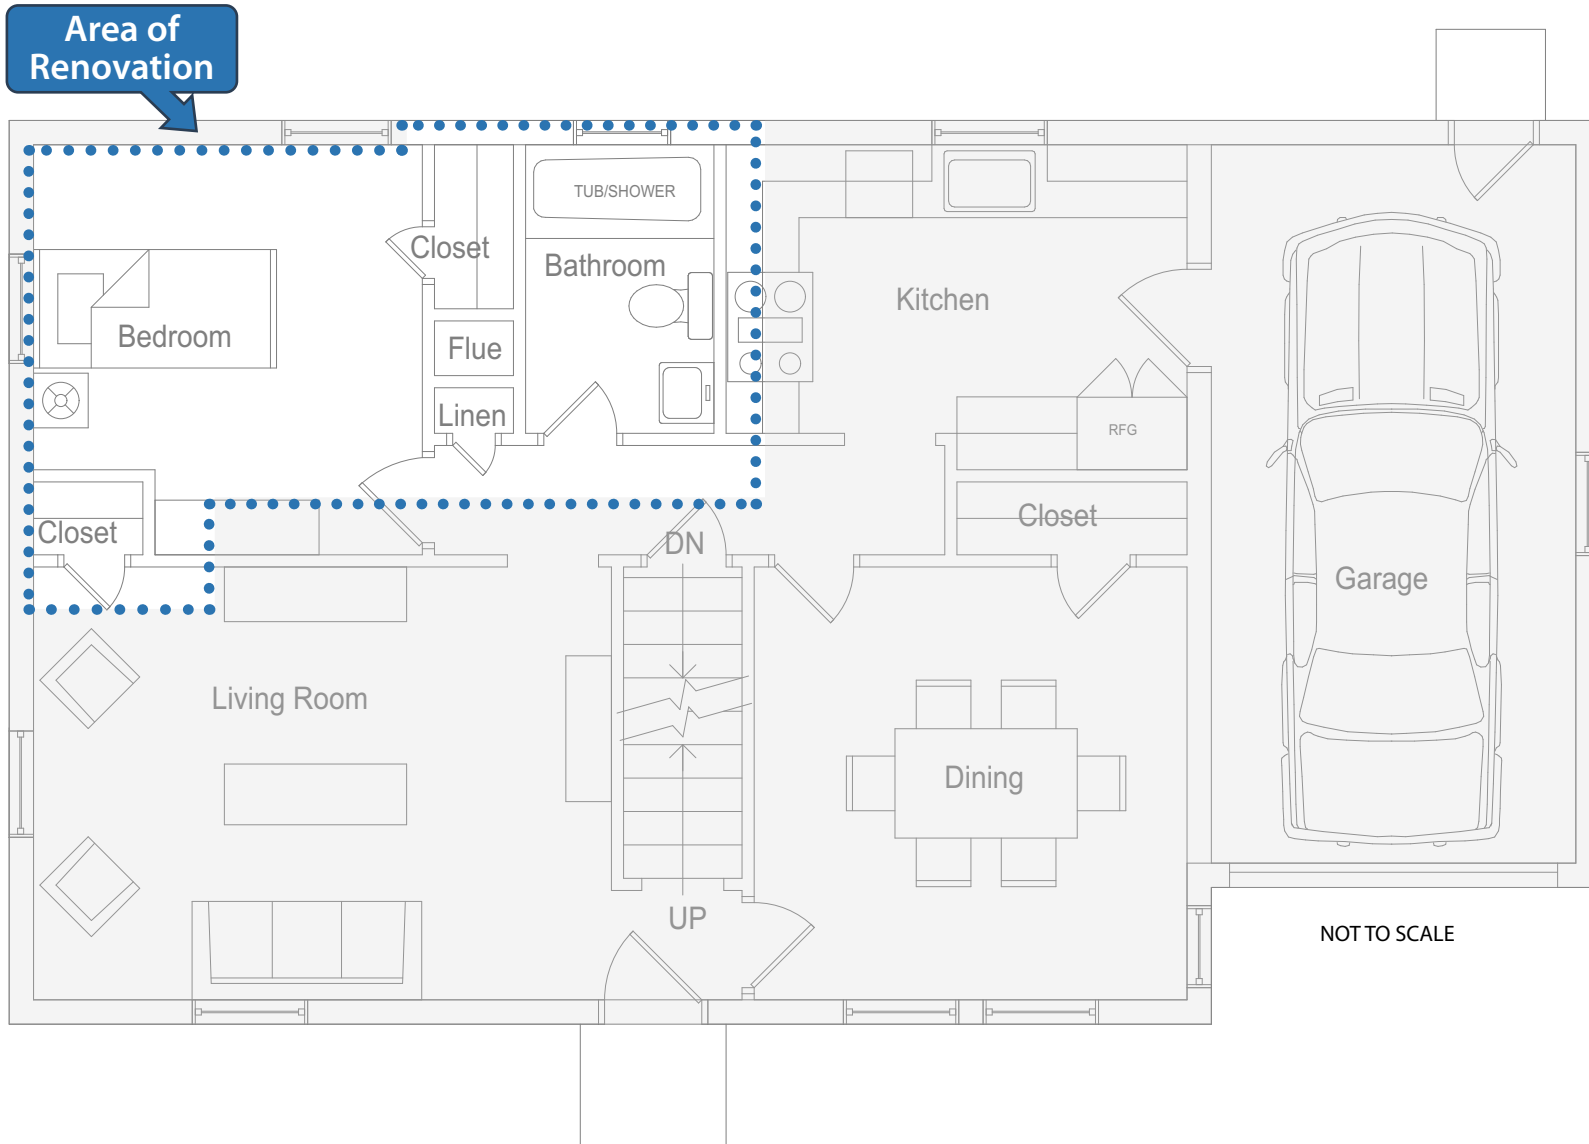 Area of
Renovation
TUB/SHOWER
Closet
Bathroom
Kitchen
Bedroom
Flue
Linen
RFG
Closet
Closet
DN
Garage
Living Room
Dining
UP
NOT TO SCALE